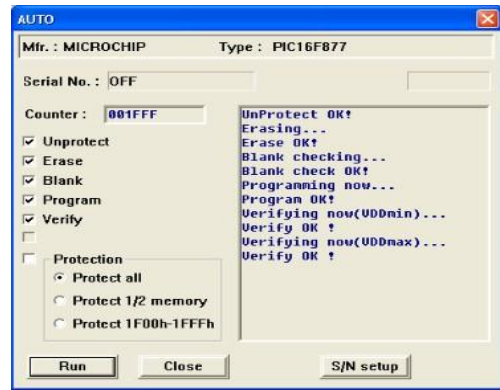 AUTO
Mfr. : MICROCHIP Type : PIC16F877
Serial No. : OFF
Counter : 001FFF
Unprotect
Erase
Blank
Program
Verify
Protection
Protect all
Protect 1/2 memory
Protect 1F00h-1FFFh
UnProtect OK!
Erasing...
Erase OK!
Blank checking...
Blank check OK!
Programming now...
Program OK!
Verifying now(VDDmin)...
Verify OK !
Verifying now(VDDmax)...
Verify OK !
Run Close S/N setup